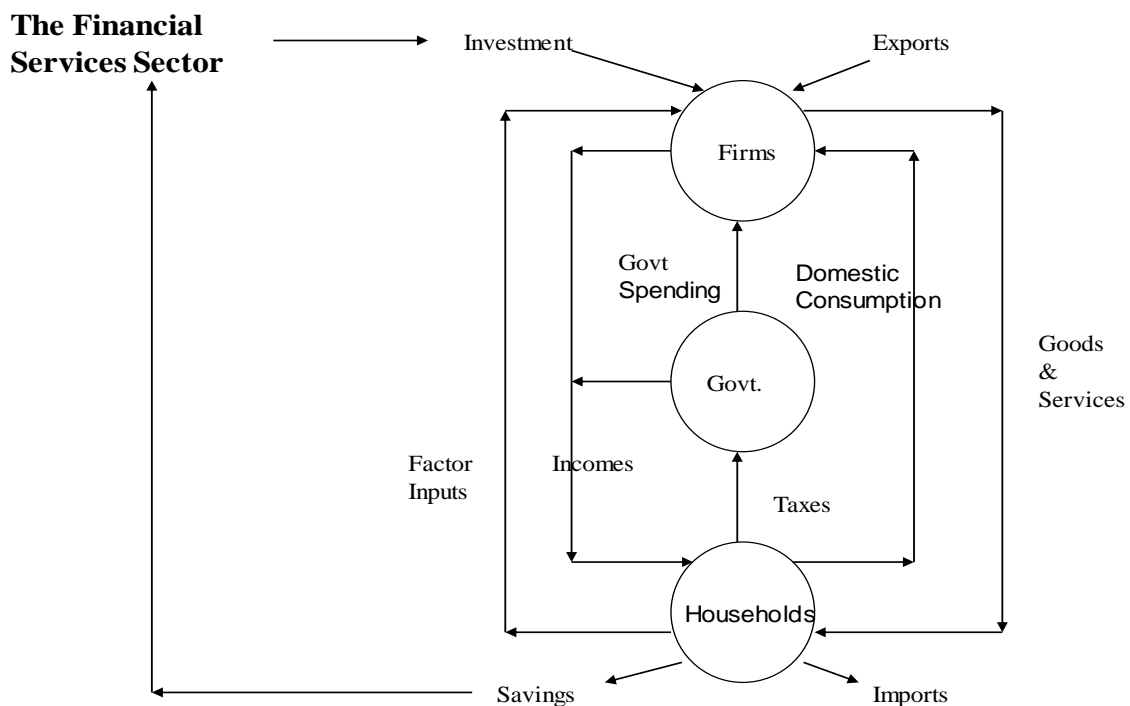 The Financial
Services Sector
Investment
Exports
Firms
Govt
Spending
Domestic
Consumption
Goods
&
Services
Govt.
Factor
Inputs
Incomes
Taxes
Households
Savings
Imports